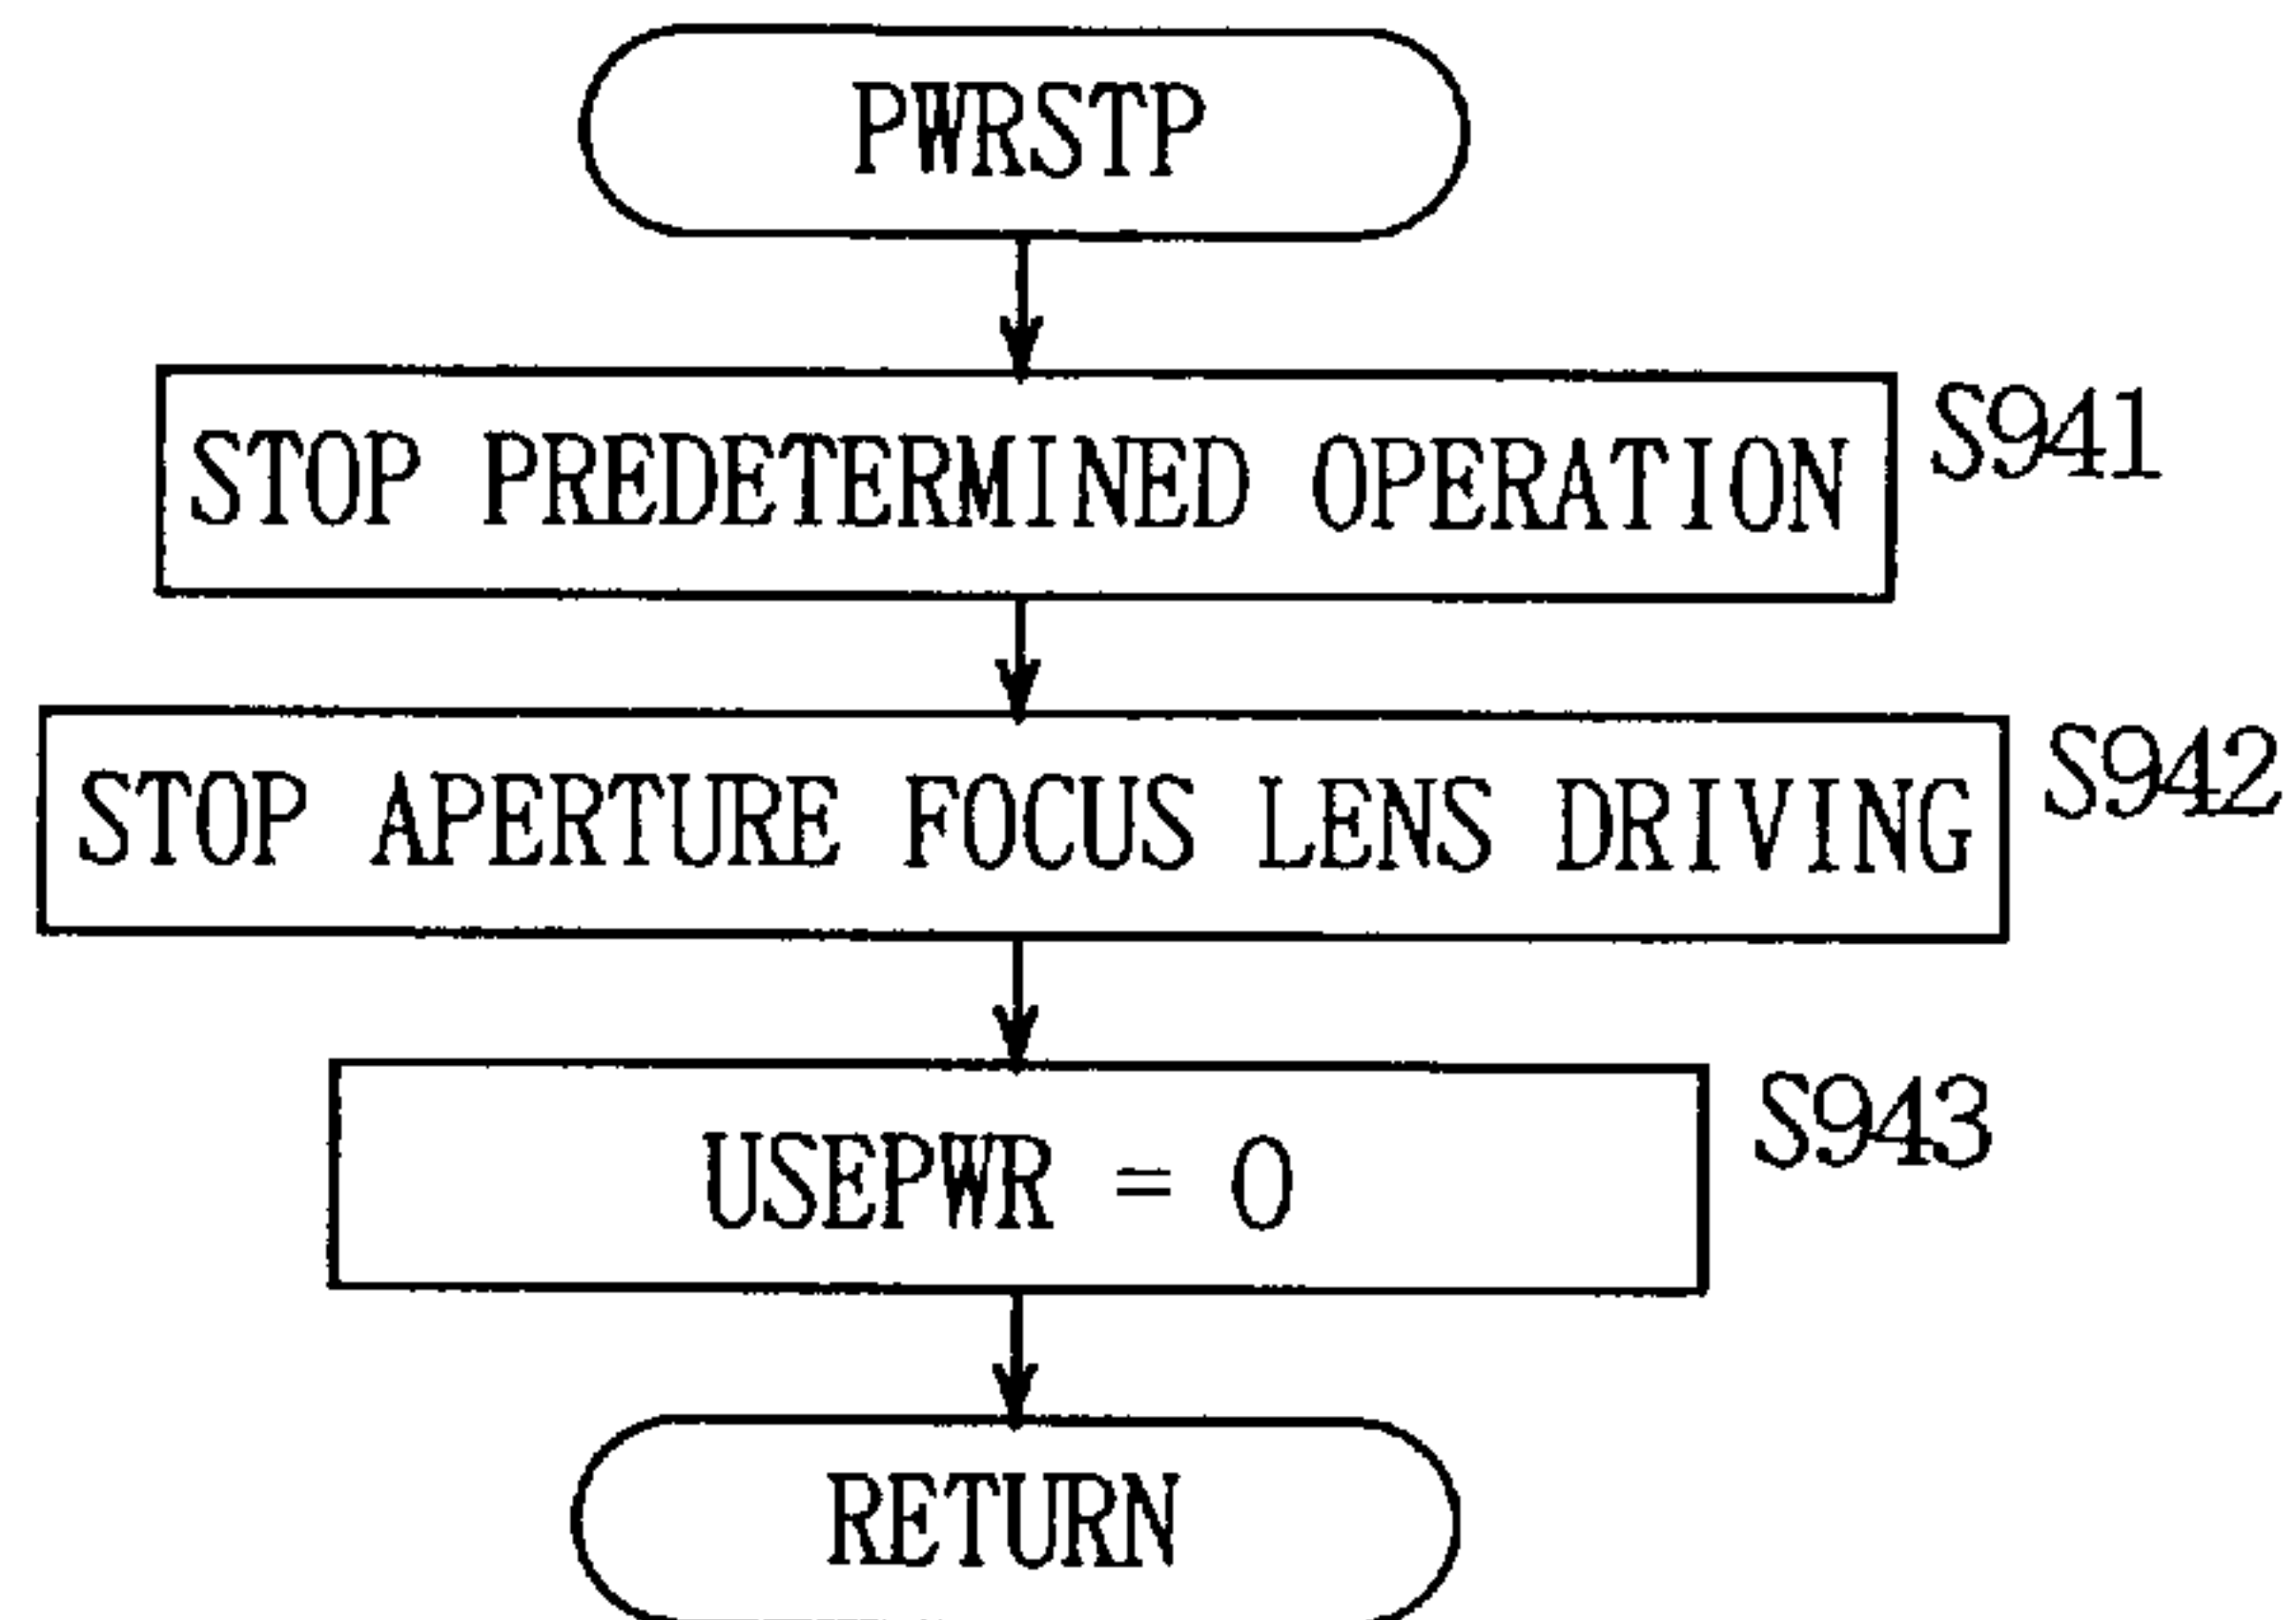 PWRSTP
STOP PREDETERMINED OPERATION S941
STOP APERTURE FOCUS LENS DRIVING S942
USEPWR = 0 S943
RETURN